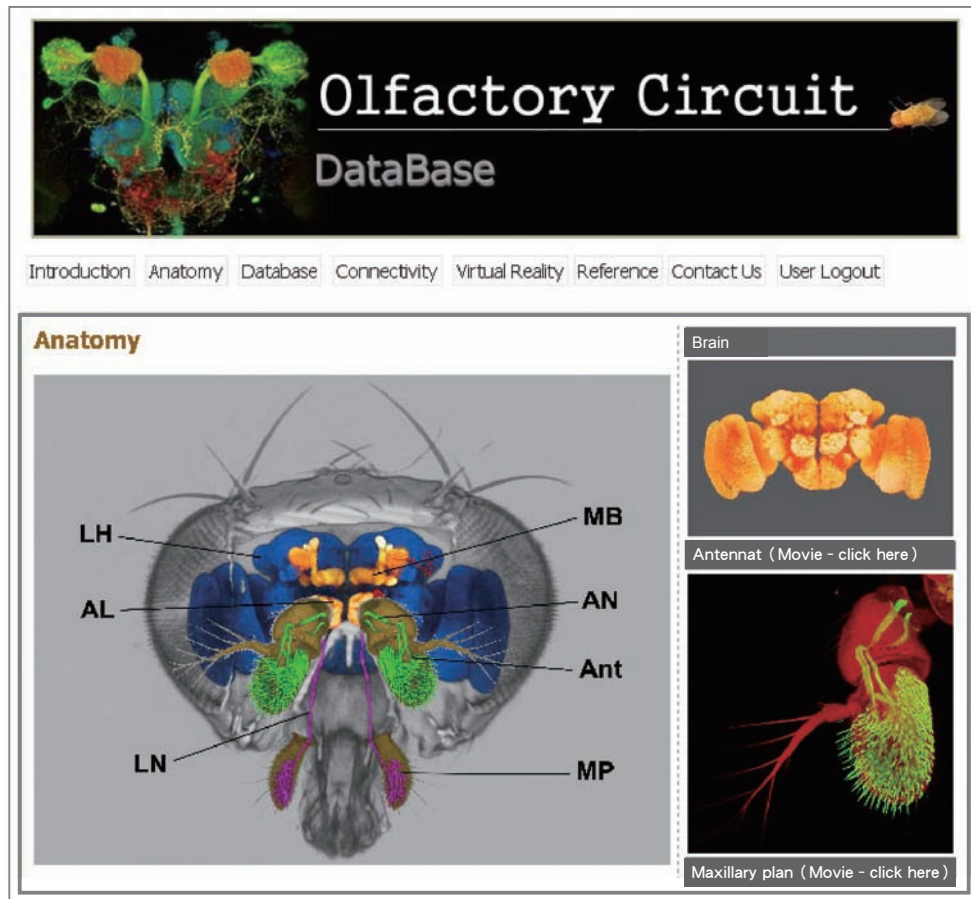 Olfactory Circuit
DataBase
Introduction Anatomy Database Connectivity Virtual Reality Reference Contact Us User Logout
Anatomy
LH
AL
LN
MB
AN
Ant
MP
Brain
Antennat (Movie - click here)
Maxillary plan (Movie - click here)